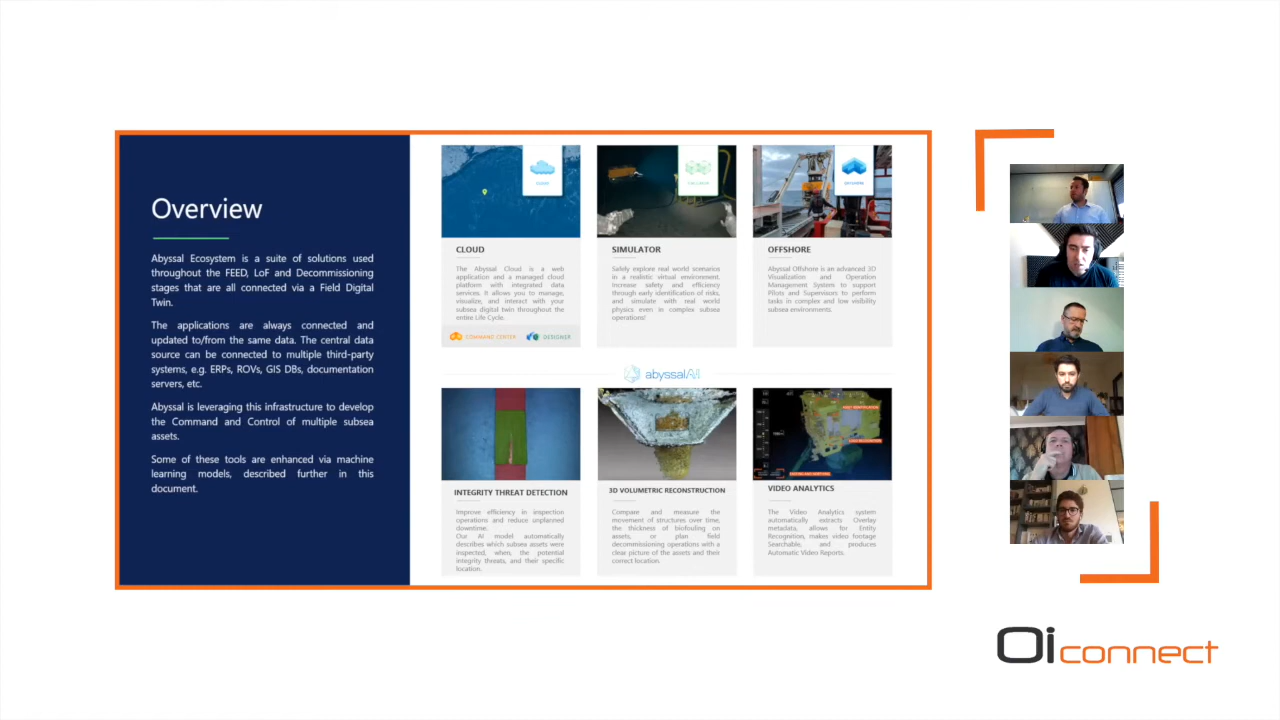 Overview
Abyssal Ecosystem is a suite of solutions used
throughout the FEED, LoF and Decommissioning
stages that are all connected via a Field Digital
Twin.
The applications are always connected and
updated to/from the same data. The central data
source can be connected to multiple third-party
systems, e.g. ERPs, ROVs, GIS DBs, documentation
servers, etc.
Abyssal is leveraging this infrastructure to develop
the Command and Control of multiple subsea
assets.
Some of these tools are enhanced via machine
learning models, described further in this
document.
CLOUD
CLOUD
The Abyssal Cloud is a web
application and a managed cloud
platform with integrated data
services. It allows you to manage,
visualize, and interact with your
subsea digital twin throughout the
entire Life Cycle.
COMMAND CENTER
DESIGNER
SIMULATOR
Safely explore real world scenarios
in a realistic virtual environment.
Increase safety and efficiency
through early identification of risks,
and simulate with real world
physics even in complex subsea
operations!
OFFSHORE
OFFSHORE
Abyssal Offshore is an advanced 3D
Visualization and Operation
Management System to support
Pilots and Supervisors to perform
tasks in complex and low visibility
subsea environments.
abyssalAI
INTEGRITY THREAT DETECTION
Improve efficiency in inspection
operations and reduce unplanned
downtime.
Our AI model automatically
describes which subsea assets were
inspected, when, the potential
integrity threats, and their specific
location.
3D VOLUMETRIC RECONSTRUCTION
Compare and measure the
movement of structures over time,
the thickness of biofouling on
assets, or plan field
decommissioning operations with a
clear picture of the assets and their
correct location.
VIDEO ANALYTICS
The Video Analytics system
automatically extracts Overlay
metadata, allows for Entity
Recognition, makes video footage
Searchable, and produces
Automatic Video Reports.
Oi connect